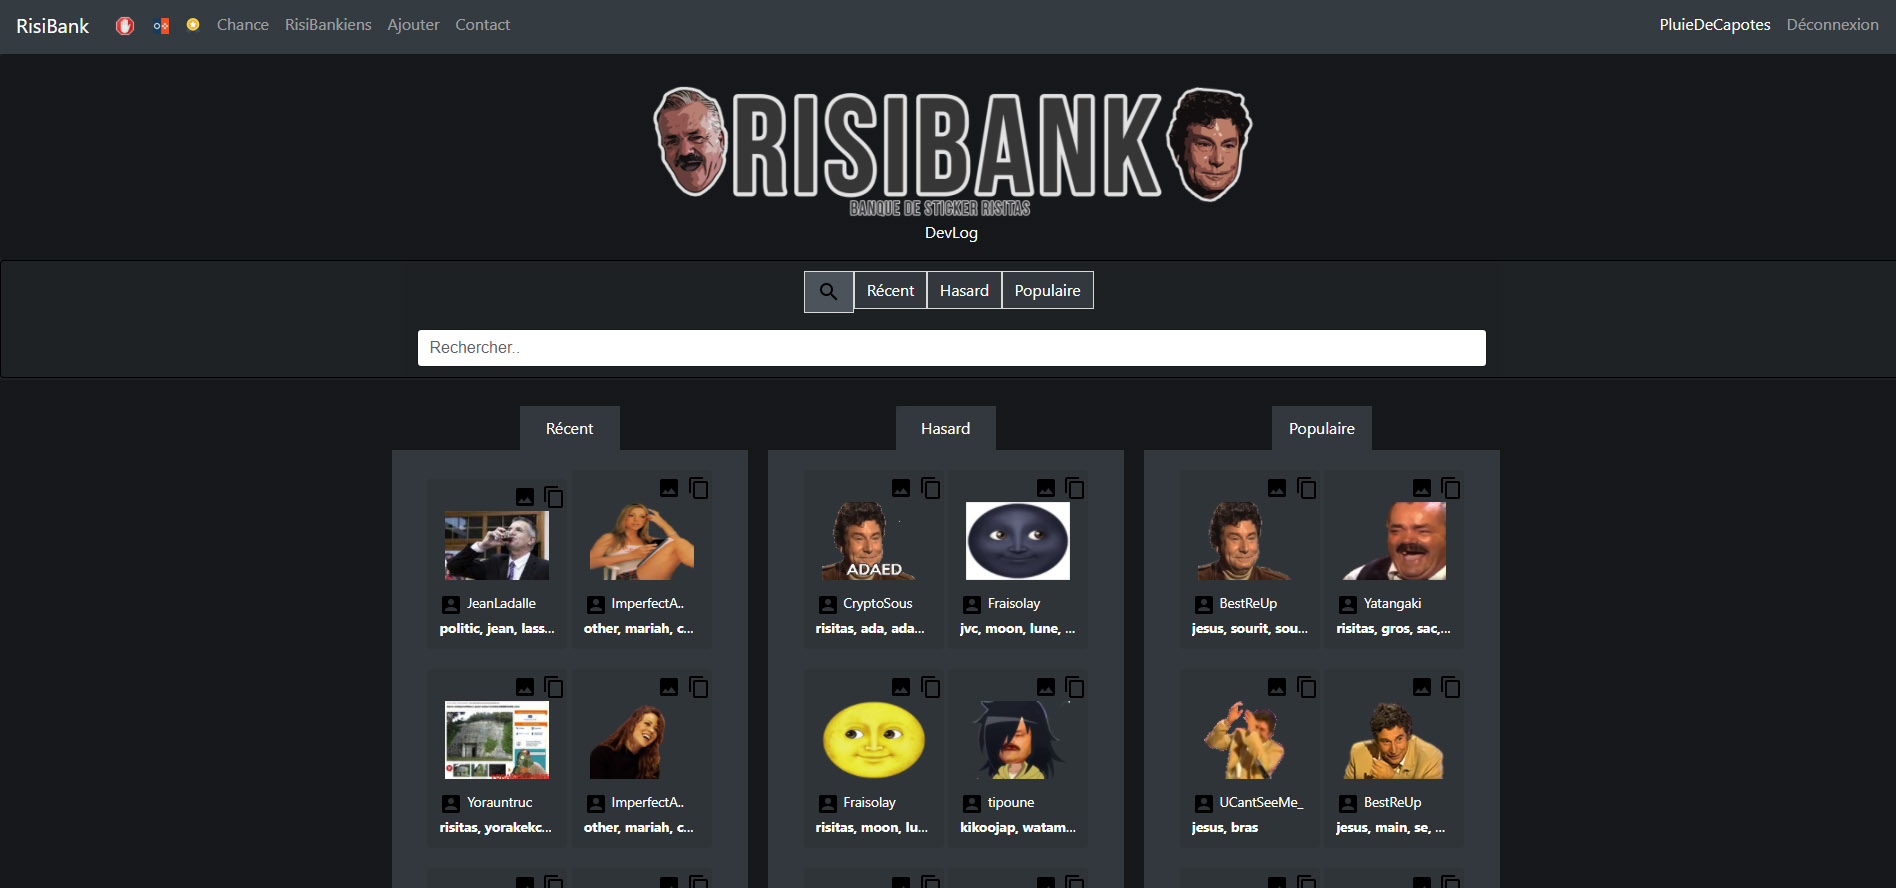 RisiBank Chance RisiBankiens Ajouter Contact PluieDeCapotes Déconnexion
RISIBANK
BANQUE DE STICKER RISITAS
DevLog
Récent Hasard Populaire
Rechercher..
Récent Hasard Populaire
ADAED
JeanLadalle ImperfectA.. CryptoSous Fraisolay BestReUp Yatangaki
politic, jean, lass... other, mariah, c... risitas, ada, ada... jvc, moon, lune, ... jesus, sourit, sou... risitas, gros, sac,...
Yorauntruc ImperfectA.. Fraisolay tipoune UCantSeeMe_ BestReUp
risitas, yorakekc... other, mariah, c... risitas, moon, lu... kikoojap, watam... jesus, bras jesus, main, se, ...